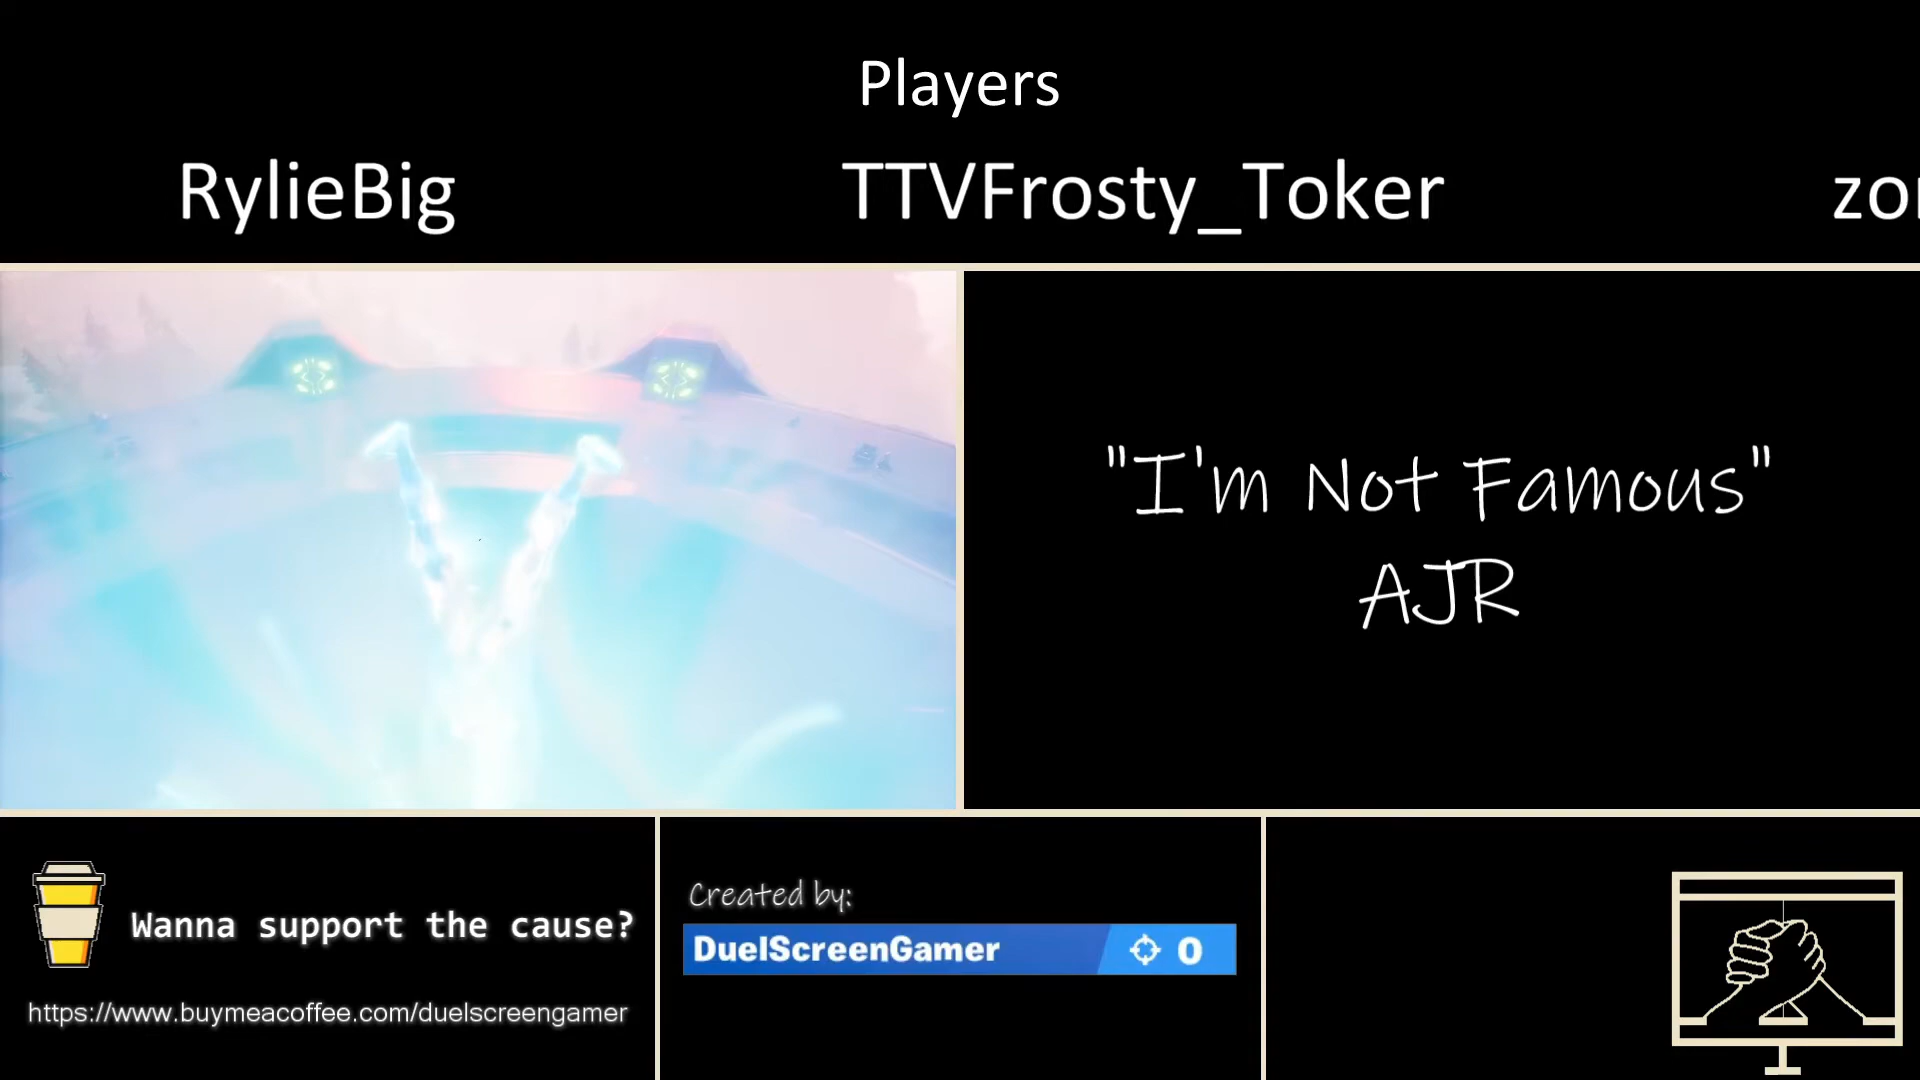 Players
RylieBig TTVFrosty_Toker
"I'm Not Famous"
AJR
Wanna support the cause?
https://www.buymeacoffee.com/duelscreengamer
Created by:
DuelScreenGamer 0